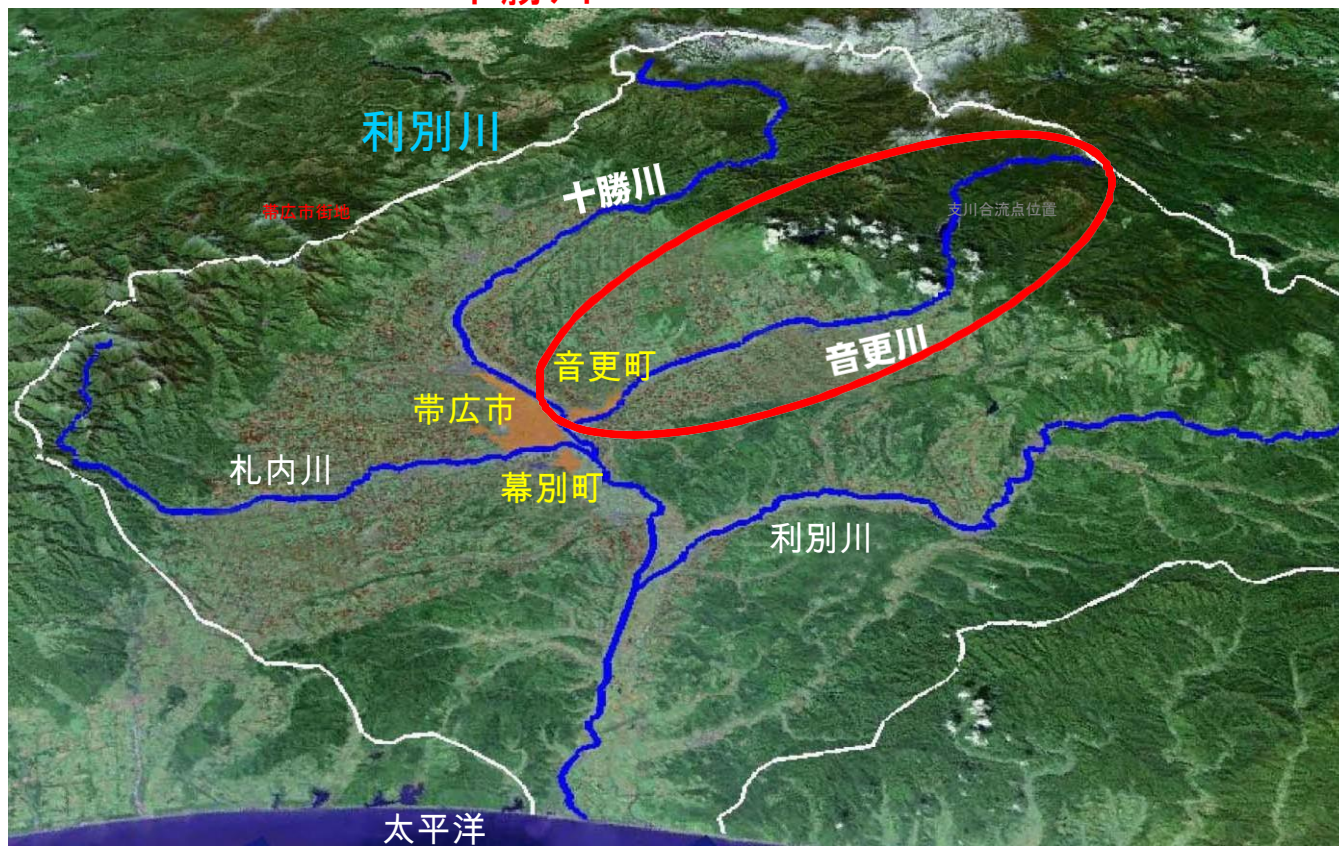 利別川
十勝川
帯広市街地
支川合流点位置
音更川
音更町
帯広市
札内川
幕別町
利別川
太平洋